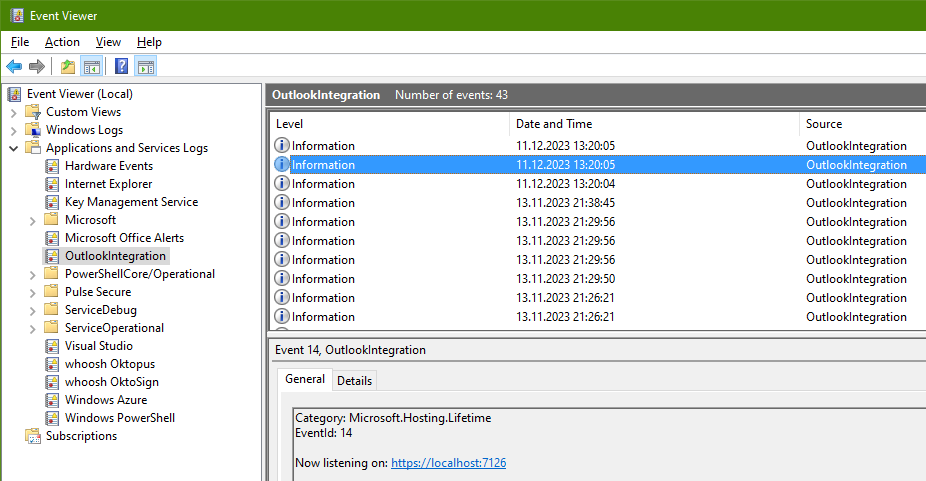 Event Viewer
File Action View Help
Event Viewer (Local)
Custom Views
Windows Logs
Applications and Services Logs
Hardware Events
Internet Explorer
Key Management Service
Microsoft
Microsoft Office Alerts
OutlookIntegration
PowerShellCore/Operational
Pulse Secure
ServiceDebug
ServiceOperational
Visual Studio
whoosh Oktopus
whoosh OktoSign
Windows Azure
Windows PowerShell
Subscriptions
OutlookIntegration Number of events: 43
Level Date and Time Source
Information 11.12.2023 13:20:05 OutlookIntegration
Information 11.12.2023 13:20:05 OutlookIntegration
Information 11.12.2023 13:20:04 OutlookIntegration
Information 13.11.2023 21:38:45 OutlookIntegration
Information 13.11.2023 21:29:56 OutlookIntegration
Information 13.11.2023 21:29:56 OutlookIntegration
Information 13.11.2023 21:29:56 OutlookIntegration
Information 13.11.2023 21:29:50 OutlookIntegration
Information 13.11.2023 21:26:21 OutlookIntegration
Information 13.11.2023 21:26:21 OutlookIntegration
Event 14, OutlookIntegration
General Details
Category: Microsoft.Hosting.Lifetime
EventId: 14
Now listening on: https://localhost:7126